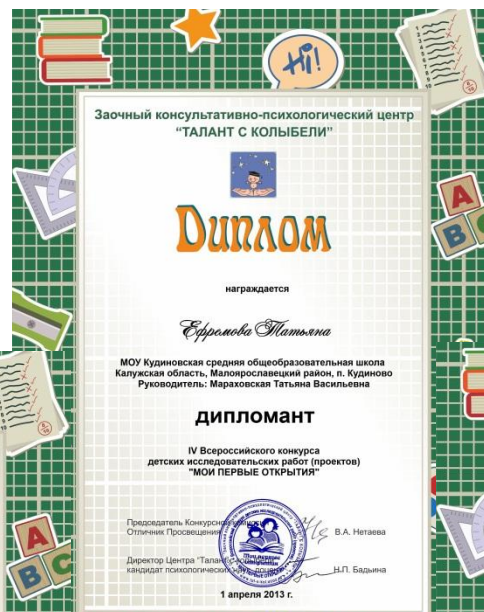 Hi!
Заочный консультативно-психологический центр
“ТАЛАНТ С КОЛЫБЕЛИ”
Диплом
награждается
Ефромова Татьяна
МОУ Кудиновская средняя общеобразовательная школа
Калужская область, Малоярославецкий район, п. Кудиново
Руководитель: Мараховская Татьяна Васильевна
дипломант
IV Всероссийского конкурса
детских исследовательских работ (проектов)
"МОИ ПЕРВЫЕ ОТКРЫТИЯ"
Председатель Конкурсной
Отличник Просвещения В.А. Нетаева
Директор Центра "Талант с
кандидат психологических наук, доцент Н.П. Бадьина
1 апреля 2013 г.
A
B
A
B C